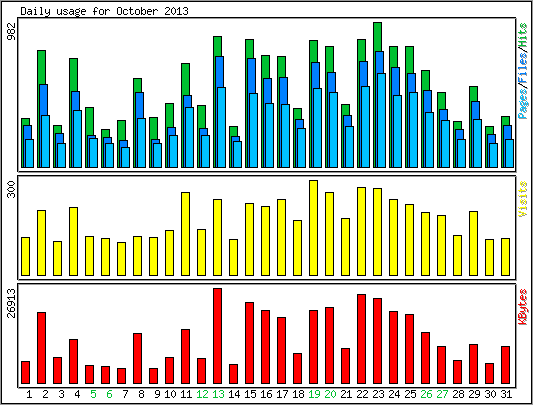 Daily usage for October 2013
982
Pages/Files/Hits
300
Visits
26913
KBytes
1 2 3 4 5 6 7 8 9 10 11 12 13 14 15 16 17 18 19 20 21 22 23 24 25 26 27 28 29 30 31